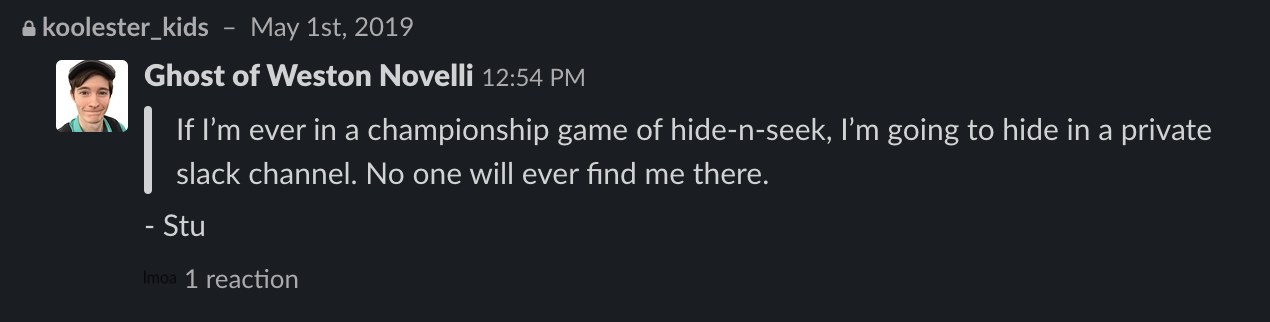 koolester_kids – May 1st, 2019
Ghost of Weston Novelli 12:54 PM
If I’m ever in a championship game of hide-n-seek, I’m going to hide in a private
slack channel. No one will ever find me there.
- Stu
lmoa 1 reaction